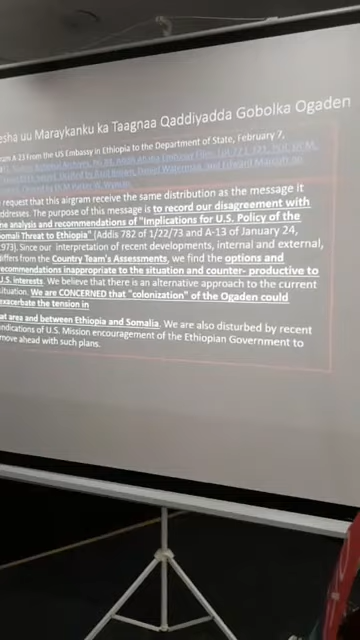 esha uu Maraykanku ka Taagnaa Qaddiyadda Gobolka Ogaden
A-23 From the US Embassy in Ethiopia to the Department of State, February 7,
request that this airgram receive the same distribution as the message it
addresses. The purpose of this message is to record our disagreement with
the analysis and recommendations of "Implications for U.S. Policy of the
Somali Threat to Ethiopia" (Addis 782 of 1/22/73 and A-13 of January 24,
1973). Since our interpretation of recent developments, internal and external,
differs from the Country Team's Assessments, we find the options and
recommendations inappropriate to the situation and counter- productive to
U.S. interests. We believe that there is an alternative approach to the current
situation. We are CONCERNED that "colonization" of the Ogaden could
exacerbate the tension in
at area and between Ethiopia and Somalia. We are also disturbed by recent
indications of U.S. Mission encouragement of the Ethiopian Government to
move ahead with such plans.